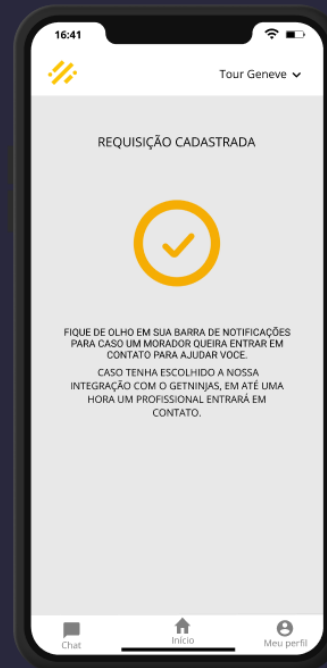 16:41
Tour Geneve
REQUISIÇÃO CADASTRADA
FIQUE DE OLHO EM SUA BARRA DE NOTIFICAÇÕES
PARA CASO UM MORADOR QUEIRA ENTRAR EM
CONTATO PARA AJUDAR VOCE.
CASO TENHA ESCOLHIDO A NOSSA
INTEGRAÇÃO COM O GETNINJAS, EM ATÉ UMA
HORA UM PROFISSIONAL ENTRARÁ EM
CONTATO.
Chat
Início
Meu perfil